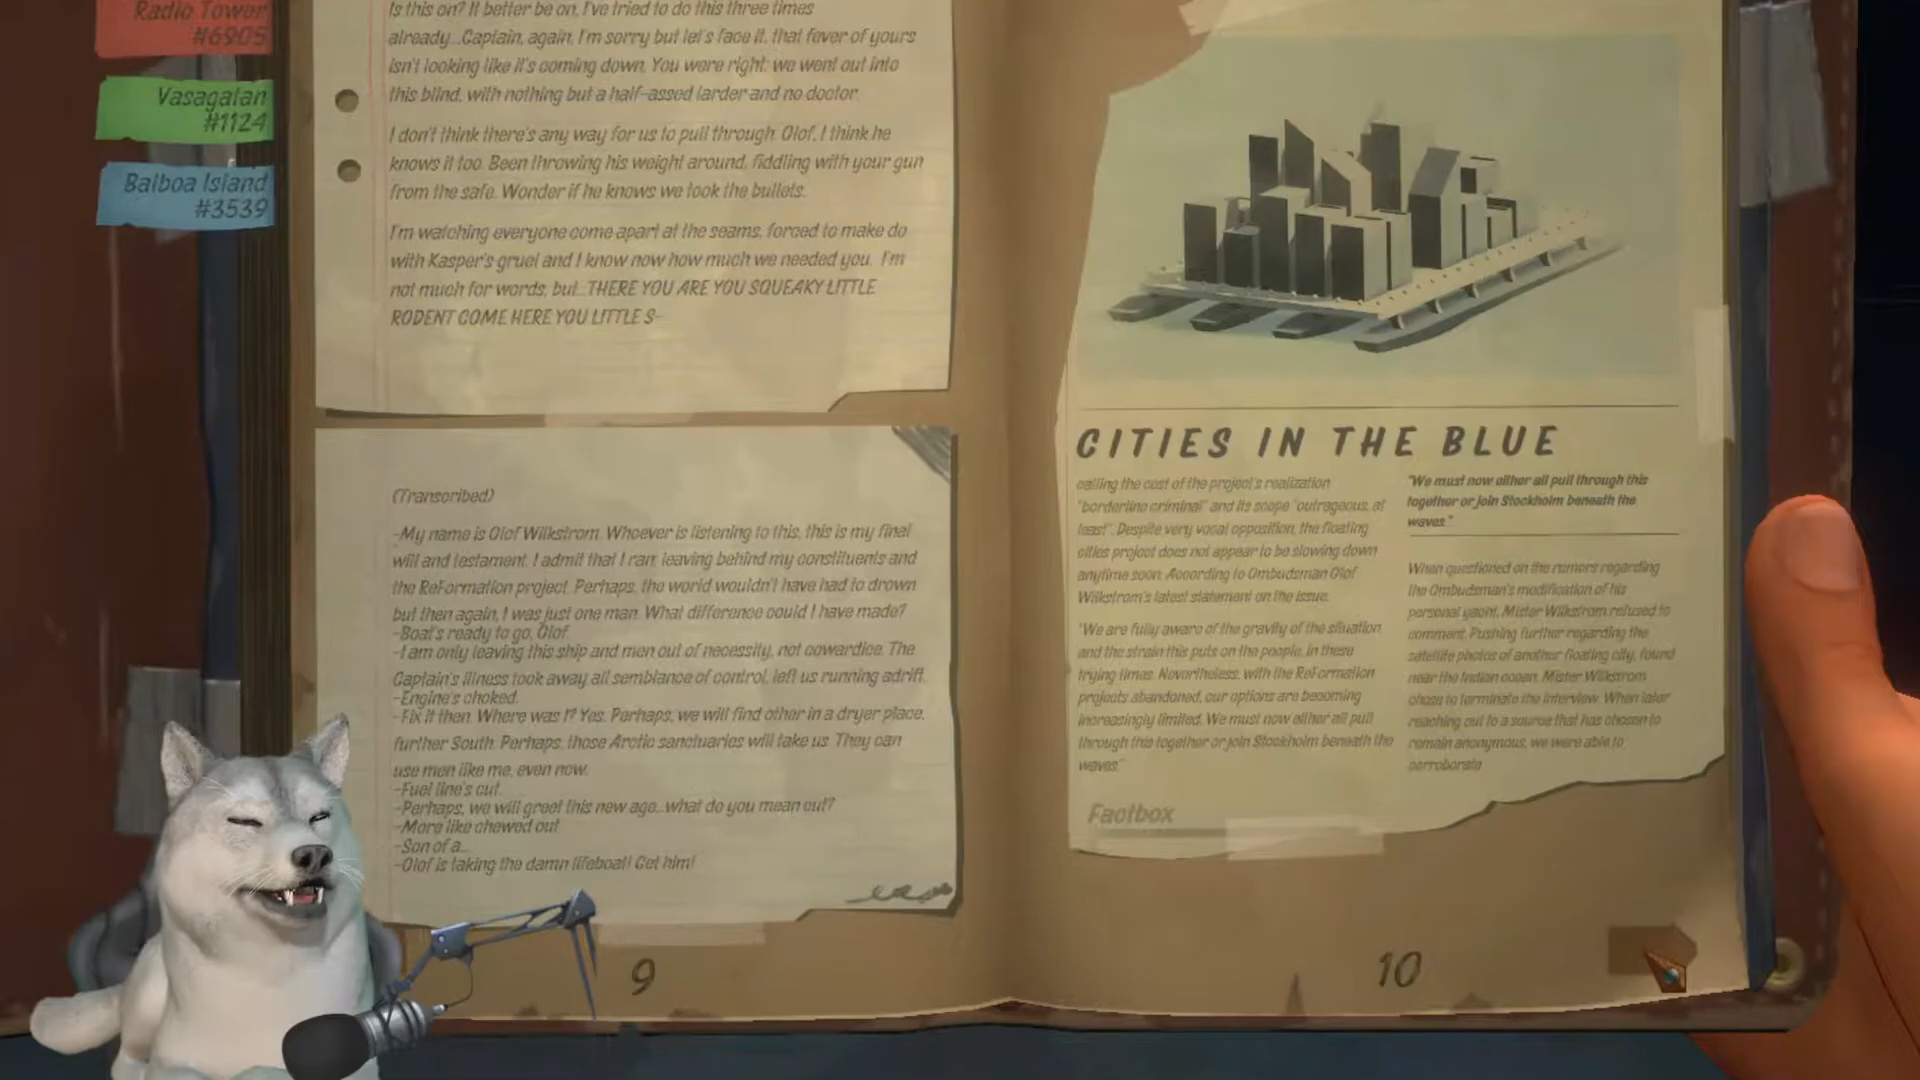 Radio Tower
#6905
Vasagatan
#1124
Balboa Island
#3539
Is this on? It better be on, I've tried to do this three times
already...Captain, again, I'm sorry but let's face it, that fever of yours
isn't looking like it's coming down. You were right: we went out into
this blind, with nothing but a half-assed larder and no doctor.
I don't think there's any way for us to pull through. Olof, I think he
knows it too. Been throwing his weight around, fiddling with your gun
from the safe. Wonder if he knows we took the bullets.
I'm watching everyone come apart at the seams, forced to make do
with Kasper's gruel and I know now how much we needed you. I'm
not much for words, but...THERE YOU ARE YOU SQUEAKY LITTLE
RODENT COME HERE YOU LITTLE S-
(Transcribed)
-My name is Olof Wilkstrom. Whoever is listening to this, this is my final
will and testament. I admit that I ran, leaving behind my constituents and
the ReFormation project. Perhaps, the world wouldn't have had to drown
but then again, I was just one man. What difference could I have made?
-Boat's ready to go, Olof.
-I am only leaving this ship and men out of necessity, not cowardice. The
Captain's illness took away all semblance of control, left us running adrift.
-Engine's choked.
-Fix it then. Where was I? Yes. Perhaps, we will find other in a dryer place,
further South. Perhaps, those Arctic sanctuaries will take us. They can
use men like me, even now.
-Fuel line's cut.
-Perhaps, we will greet this new age...what do you mean cut?
-More like chewed out.
-Son of a...
-Olof is taking the damn lifeboat! Get him!
9
CITIES IN THE BLUE
calling the cost of the project's realization
"borderline criminal" and its scope "outrageous, at
least". Despite very vocal opposition, the floating
cities project does not appear to be slowing down
anytime soon. According to Ombudsman Olof
Wilkstrom's latest statement on the issue:
"We are fully aware of the gravity of the situation
and the strain this puts on the people, in these
trying times. Nevertheless, with the ReFormation
projects abandoned, our options are becoming
increasingly limited. We must now either all pull
through this together or join Stockholm beneath the
waves."
Factbox
"We must now either all pull through this
together or join Stockholm beneath the
waves."
When questioned on the rumors regarding
the Ombudsman's modification of his
personal yacht, Mister Wilkstrom refused to
comment. Pushing further regarding the
satellite photos of another floating city, found
near the Indian ocean, Mister Wilkstrom
chose to terminate the interview. When later
reaching out to a source that has chosen to
remain anonymous, we were able to
corroborate
10